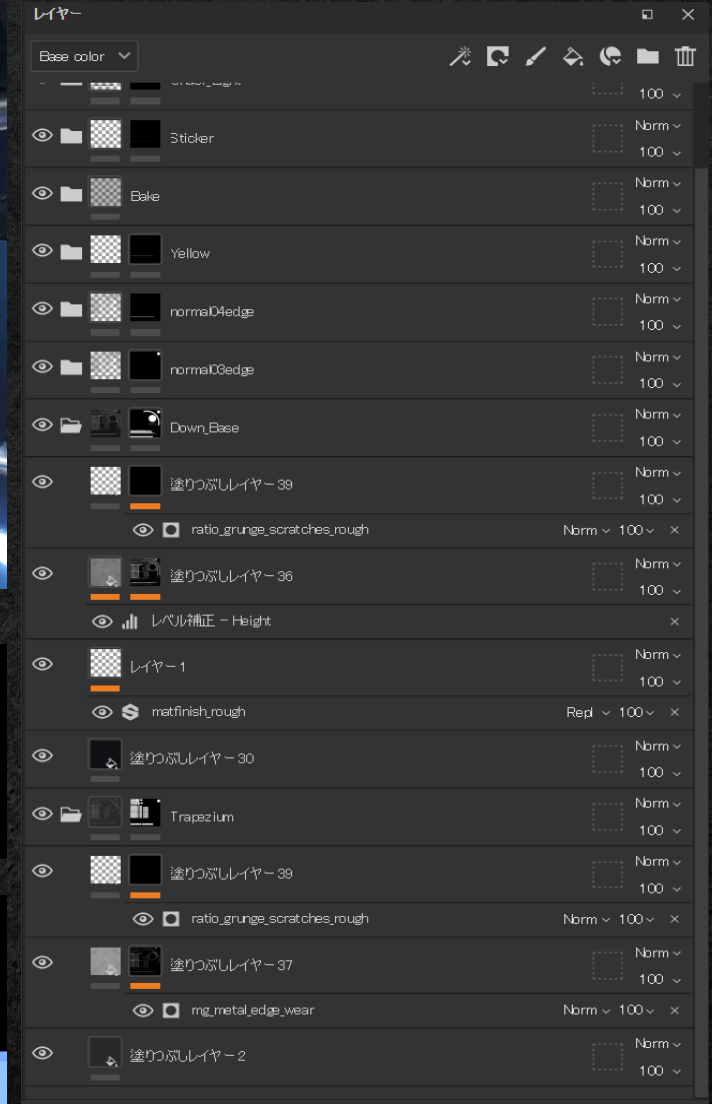 レイヤー
Base color
100
Norm
Sticker
100
Norm
Bake
100
Norm
Yellow
100
Norm
normal04edge
100
Norm
normal03edge
100
Norm
Down_Base
100
Norm
塗りつぶしレイヤー 39
100
ratio_grunge_scratches_rough Norm 100
Norm
塗りつぶしレイヤー 36
100
レベル補正 - Height
Norm
レイヤー 1
100
matfinish_rough Repl 100
Norm
塗りつぶしレイヤー 30
100
Norm
Trapezium
100
Norm
塗りつぶしレイヤー 39
100
ratio_grunge_scratches_rough Norm 100
Norm
塗りつぶしレイヤー 37
100
mg_metal_edge_wear Norm 100
Norm
塗りつぶしレイヤー 2
100